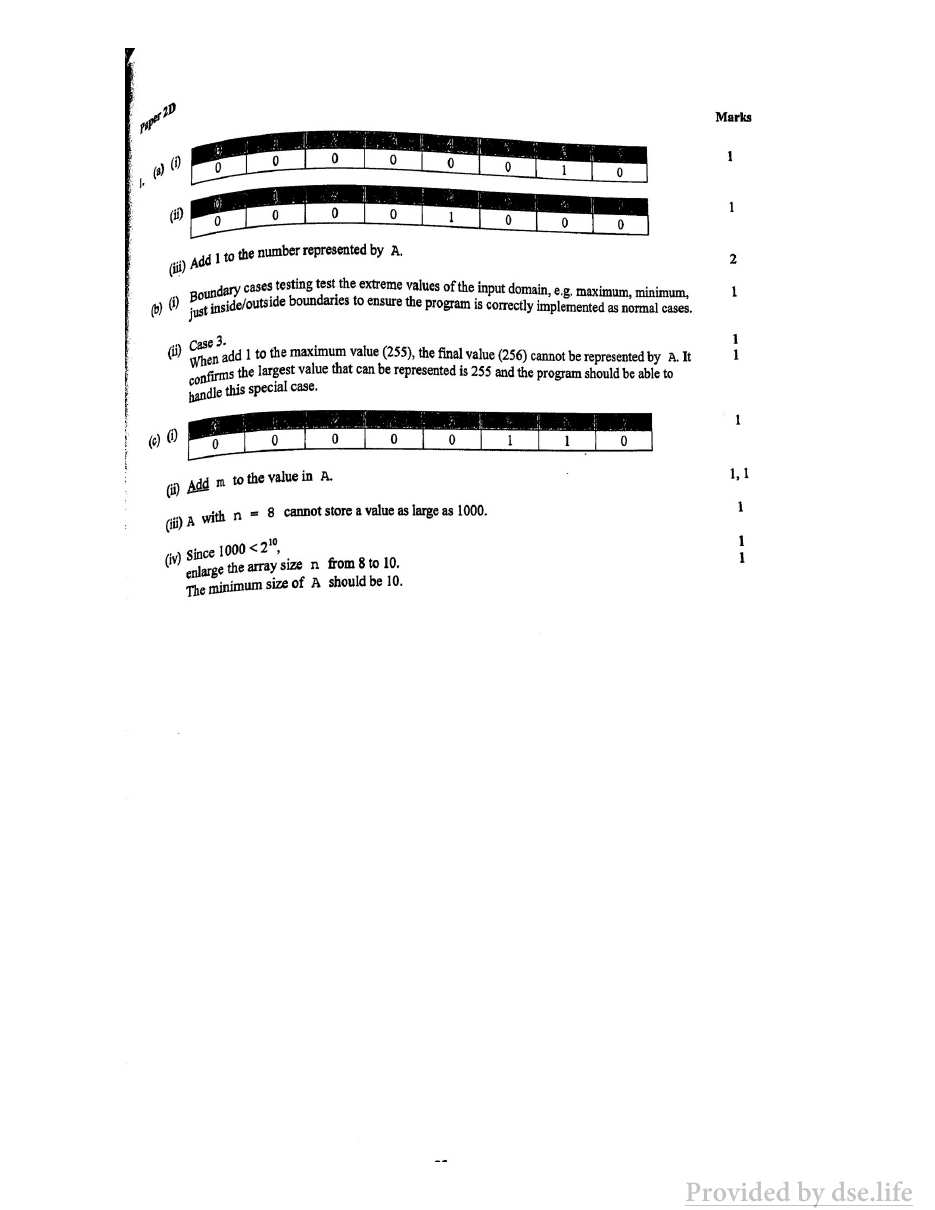 Paper 2D
Marks
1. (a) (i)
0 0 0 0 0 0 1 0
1
(ii)
0 0 0 0 1 0 0 0
1
(iii) Add 1 to the number represented by A.
2
(b) (i) Boundary cases testing test the extreme values of the input domain, e.g. maximum, minimum,
1
just inside/outside boundaries to ensure the program is correctly implemented as normal cases.
(ii) Case 3.
1
When add 1 to the maximum value (255), the final value (256) cannot be represented by A. It
1
confirms the largest value that can be represented is 255 and the program should be able to
handle this special case.
(c) (i)
0 0 0 0 0 1 1 0
1
(ii) Add m to the value in A.
1, 1
(iii) A with n = 8 cannot store a value as large as 1000.
1
(iv) Since 1000 < 2¹⁰,
1
enlarge the array size n from 8 to 10.
1
The minimum size of A should be 10.
Provided by dse.life